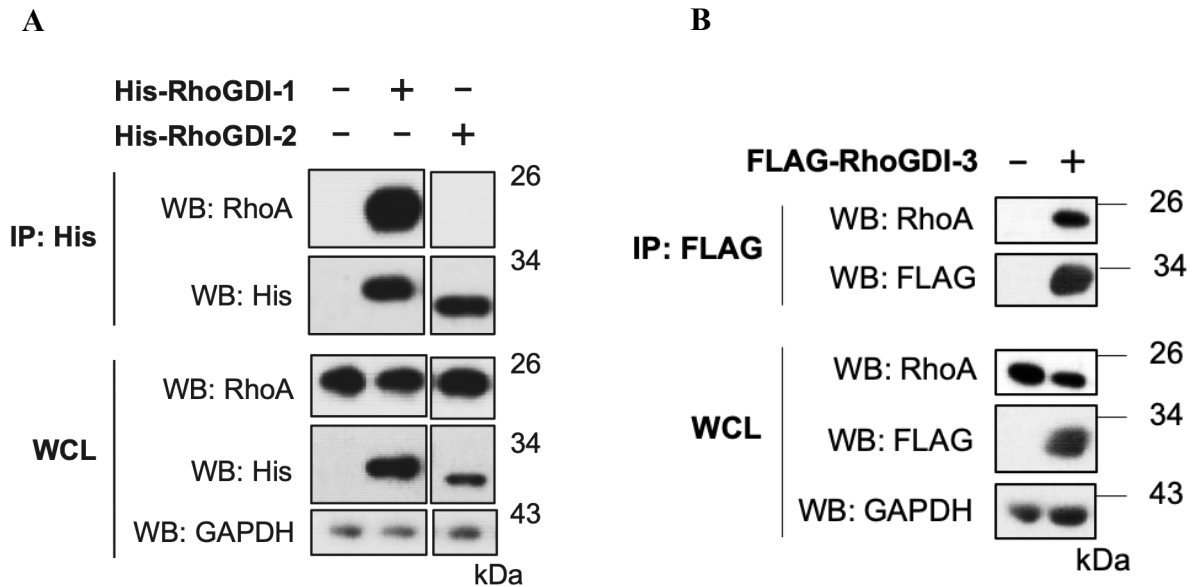 A
His-RhoGDI-1 − + −
His-RhoGDI-2 − − +
IP: His
WB: RhoA 26
WB: His 34
WCL
WB: RhoA 26
WB: His 34
WB: GAPDH 43
kDa
B
FLAG-RhoGDI-3 − +
IP: FLAG
WB: RhoA 26
WB: FLAG 34
WCL
WB: RhoA 26
WB: FLAG 34
WB: GAPDH 43
kDa